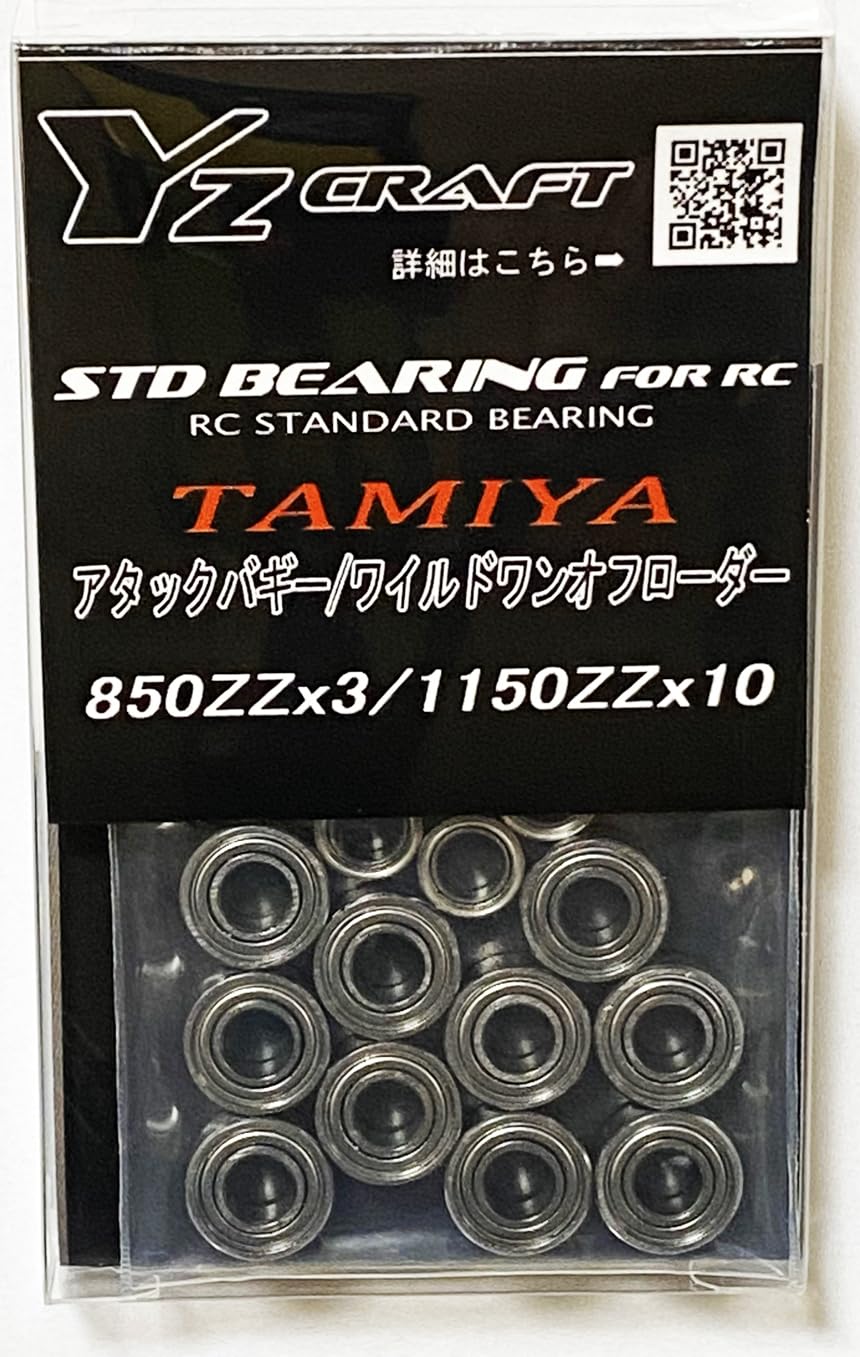 Yz CRAFT
詳細はこちら➡
STD BEARING FOR RC
RC STANDARD BEARING
TAMIYA
アタックバギー/ワイルドワンオフローダー
850ZZx3/1150ZZx10